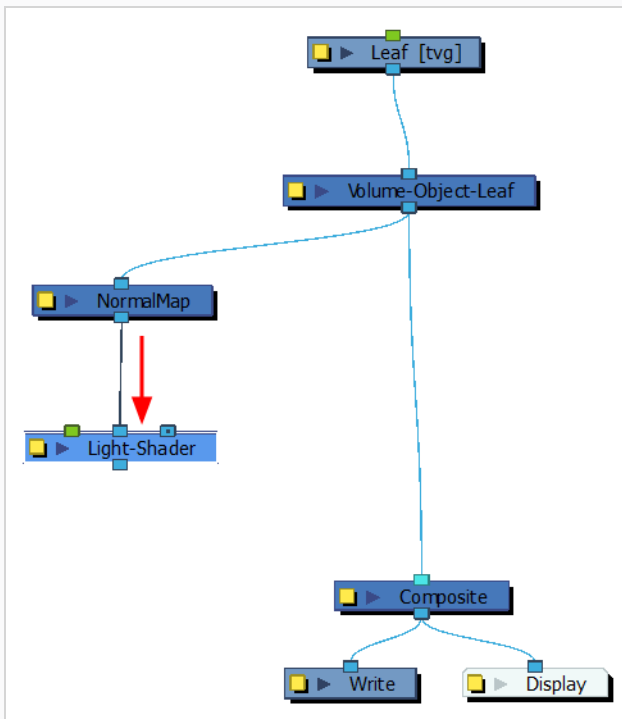 Leaf [tvg]
Volume-Object-Leaf
NormalMap
Light-Shader
Composite
Write
Display